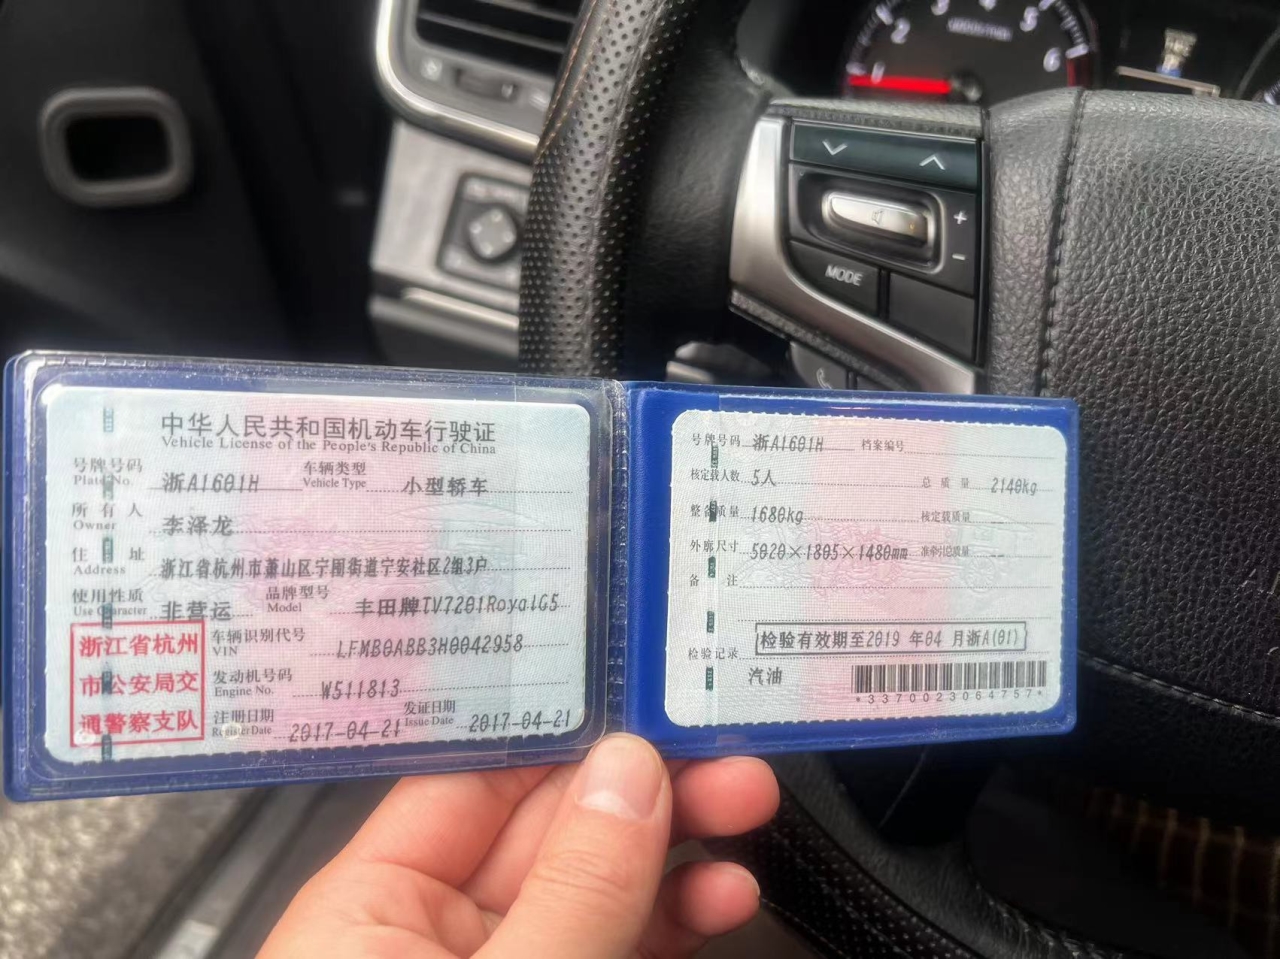 中华人民共和国机动车行驶证
Vehicle License of the People's Republic of China
号牌号码 浙A1601H 车辆类型 小型轿车
Plate No. Vehicle Type
所有人 李泽龙
Owner
住址 浙江省杭州市萧山区宁围街道宁安社区2组3户
Address
使用性质 非营运 品牌型号 丰田牌TV7201RoyalG5
Use Character Model
浙江省杭州
市公安局交
通警察支队
车辆识别代号 LFMB0ABB3H0042958
VIN
发动机号码 W511813
Engine No.
注册日期 2017-04-21 发证日期 2017-04-21
Register Date Issue Date
号牌号码 浙A1601H 档案编号
核定载人数 5人 总质量 2140kg
整备质量 1680kg 核定载质量 --
外廓尺寸 5020×1805×1480mm 准牵引总质量 --
备注
检验记录 检验有效期至2019年04月浙A(01)
汽油
*3370023064757*
MODE
+
-
1
2
3
4
5
6